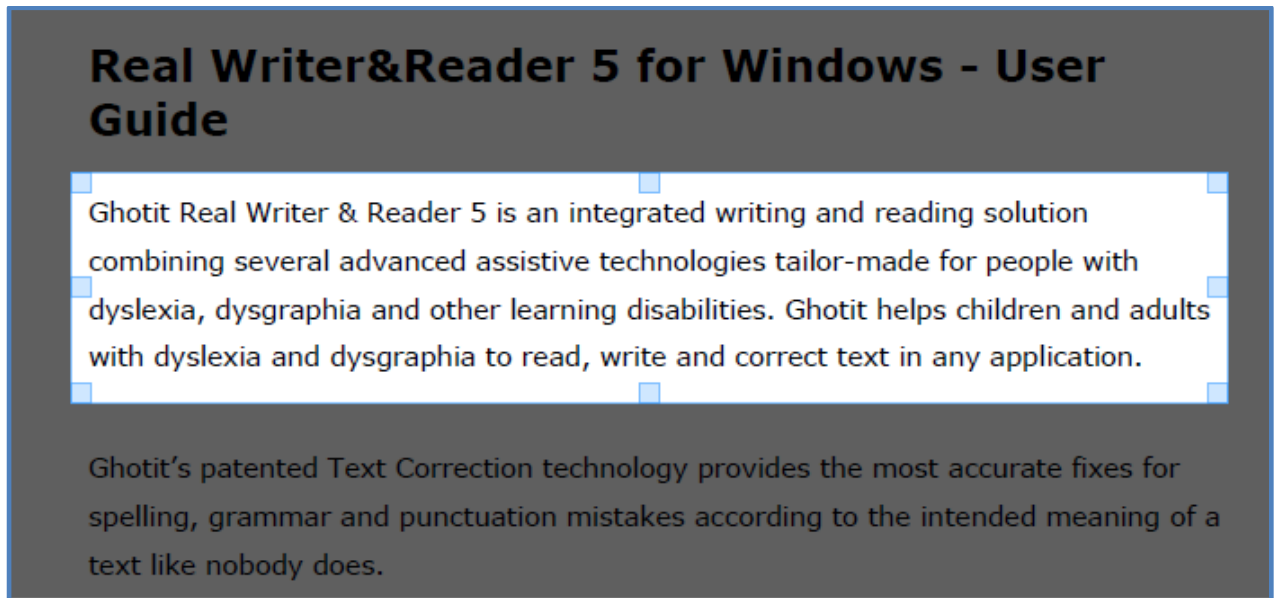 Real Writer&Reader 5 for Windows - User
Guide
Ghotit Real Writer & Reader 5 is an integrated writing and reading solution
combining several advanced assistive technologies tailor-made for people with
dyslexia, dysgraphia and other learning disabilities. Ghotit helps children and adults
with dyslexia and dysgraphia to read, write and correct text in any application.
Ghotit’s patented Text Correction technology provides the most accurate fixes for
spelling, grammar and punctuation mistakes according to the intended meaning of a
text like nobody does.